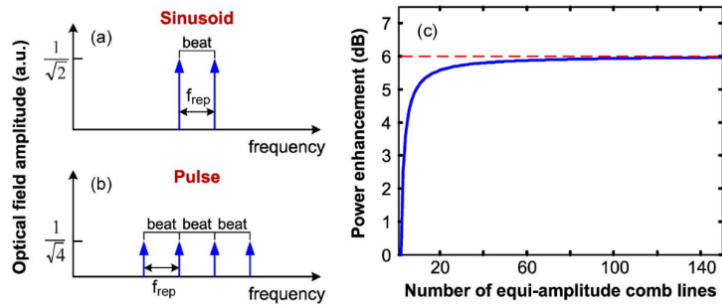 Sinusoid
(a)
beat
1
√2
f_rep
frequency
Optical field amplitude (a.u.)
Pulse
(b)
beat beat beat
1
√4
f_rep
frequency
(c)
Power enhancement (dB)
7
6
5
4
3
2
1
0
20 60 100 140
Number of equi-amplitude comb lines